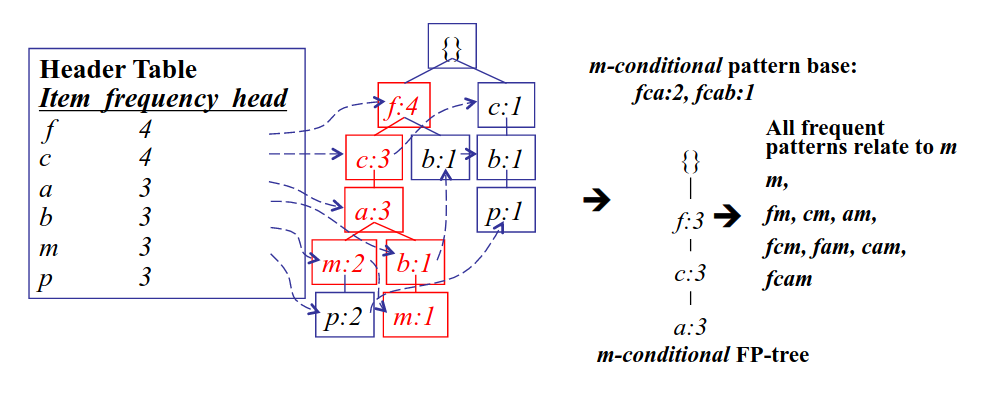 Header Table
Item frequency head
f 4
c 4
a 3
b 3
m 3
p 3
{}
f:4 c:1
c:3 b:1 b:1
a:3 p:1
m:2 b:1
p:2 m:1
m-conditional pattern base:
fca:2, fcab:1
{}
f:3
c:3
a:3
m-conditional FP-tree
All frequent
patterns relate to m
m,
fm, cm, am,
fcm, fam, cam,
fcam